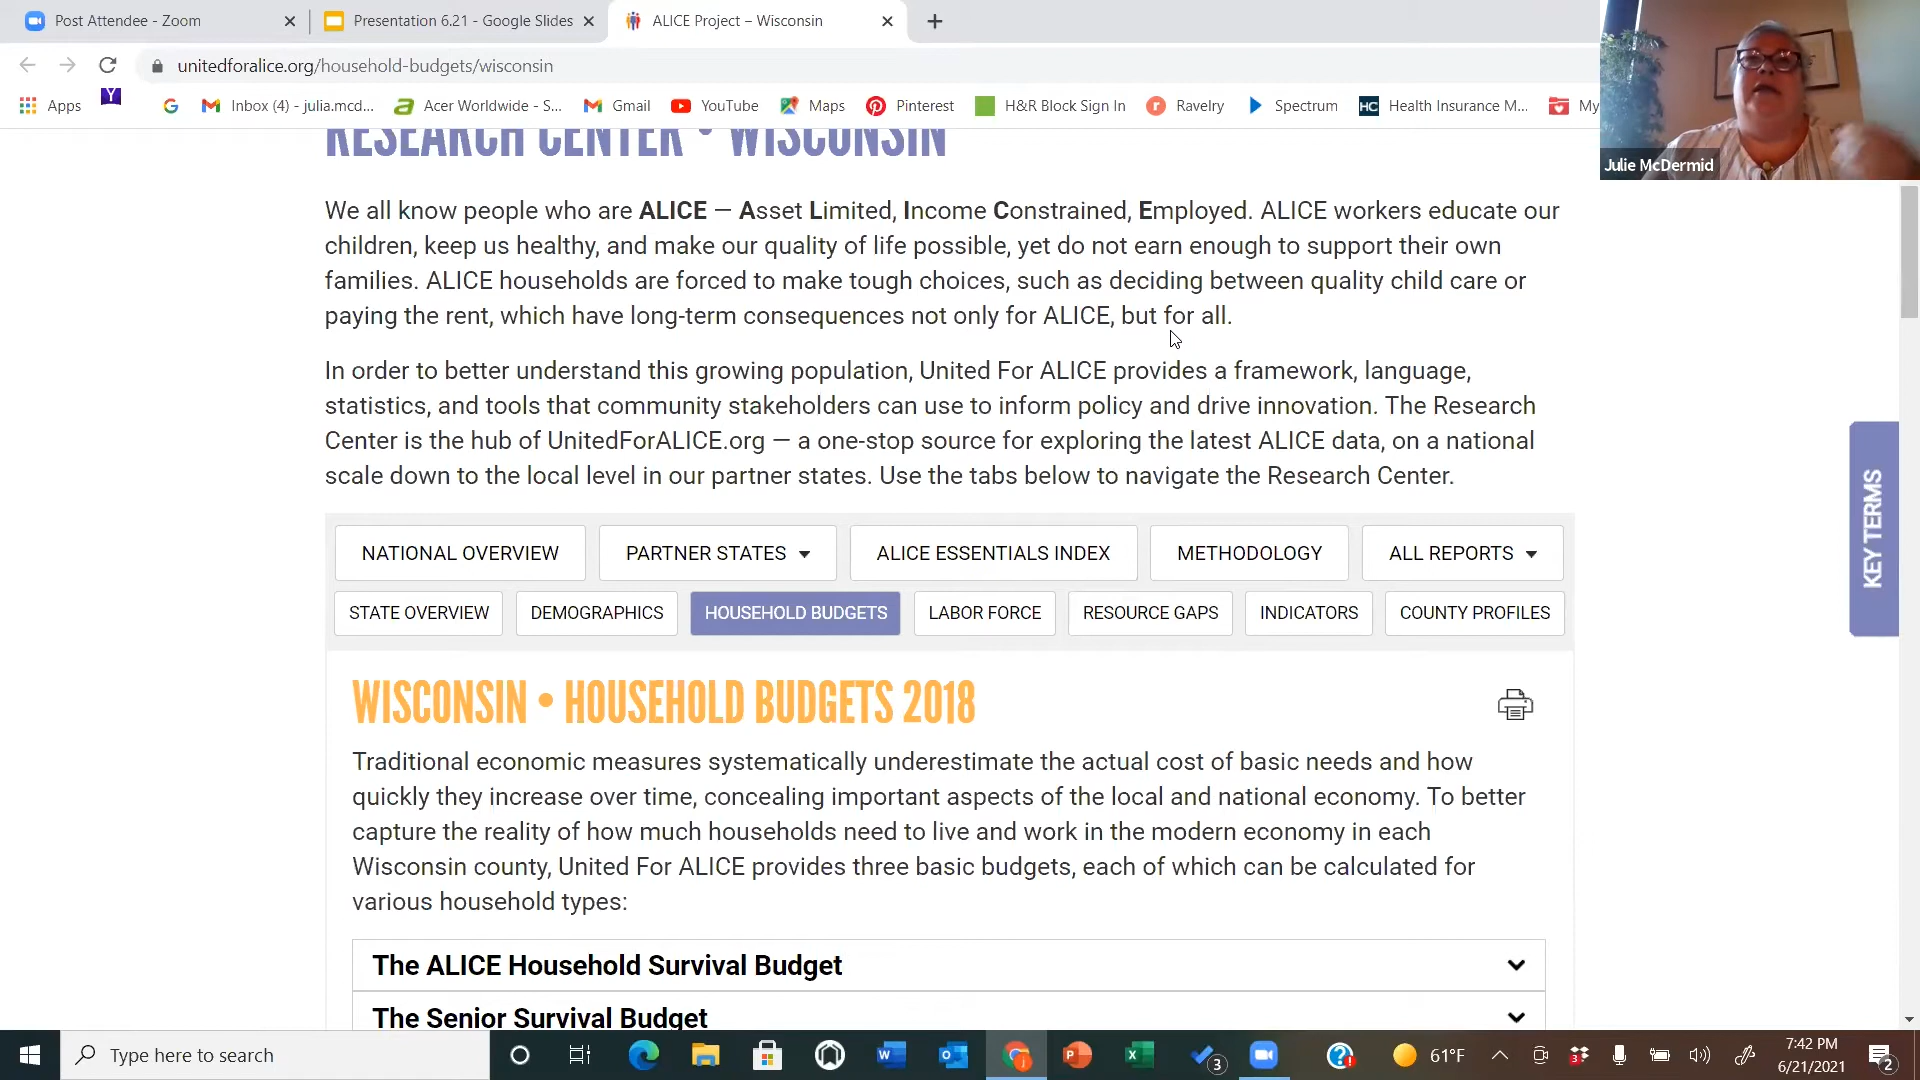 Post Attendee - Zoom
Presentation 6.21 - Google Slides
ALICE Project – Wisconsin
unitedforalice.org/household-budgets/wisconsin
Apps
Inbox (4) - julia.mcd...
Acer Worldwide - S...
Gmail
YouTube
Maps
Pinterest
H&R Block Sign In
Ravelry
Spectrum
HC
Health Insurance M...
My
Julie McDermid
RESEARCH CENTER • WISCONSIN
We all know people who are ALICE — Asset Limited, Income Constrained, Employed. ALICE workers educate our
children, keep us healthy, and make our quality of life possible, yet do not earn enough to support their own
families. ALICE households are forced to make tough choices, such as deciding between quality child care or
paying the rent, which have long-term consequences not only for ALICE, but for all.
In order to better understand this growing population, United For ALICE provides a framework, language,
statistics, and tools that community stakeholders can use to inform policy and drive innovation. The Research
Center is the hub of UnitedForALICE.org — a one-stop source for exploring the latest ALICE data, on a national
scale down to the local level in our partner states. Use the tabs below to navigate the Research Center.
KEY TERMS
NATIONAL OVERVIEW
PARTNER STATES
ALICE ESSENTIALS INDEX
METHODOLOGY
ALL REPORTS
STATE OVERVIEW
DEMOGRAPHICS
HOUSEHOLD BUDGETS
LABOR FORCE
RESOURCE GAPS
INDICATORS
COUNTY PROFILES
WISCONSIN • HOUSEHOLD BUDGETS 2018
Traditional economic measures systematically underestimate the actual cost of basic needs and how
quickly they increase over time, concealing important aspects of the local and national economy. To better
capture the reality of how much households need to live and work in the modern economy in each
Wisconsin county, United For ALICE provides three basic budgets, each of which can be calculated for
various household types:
The ALICE Household Survival Budget
The Senior Survival Budget
Type here to search
3
61°F
3
7:42 PM
6/21/2021
2